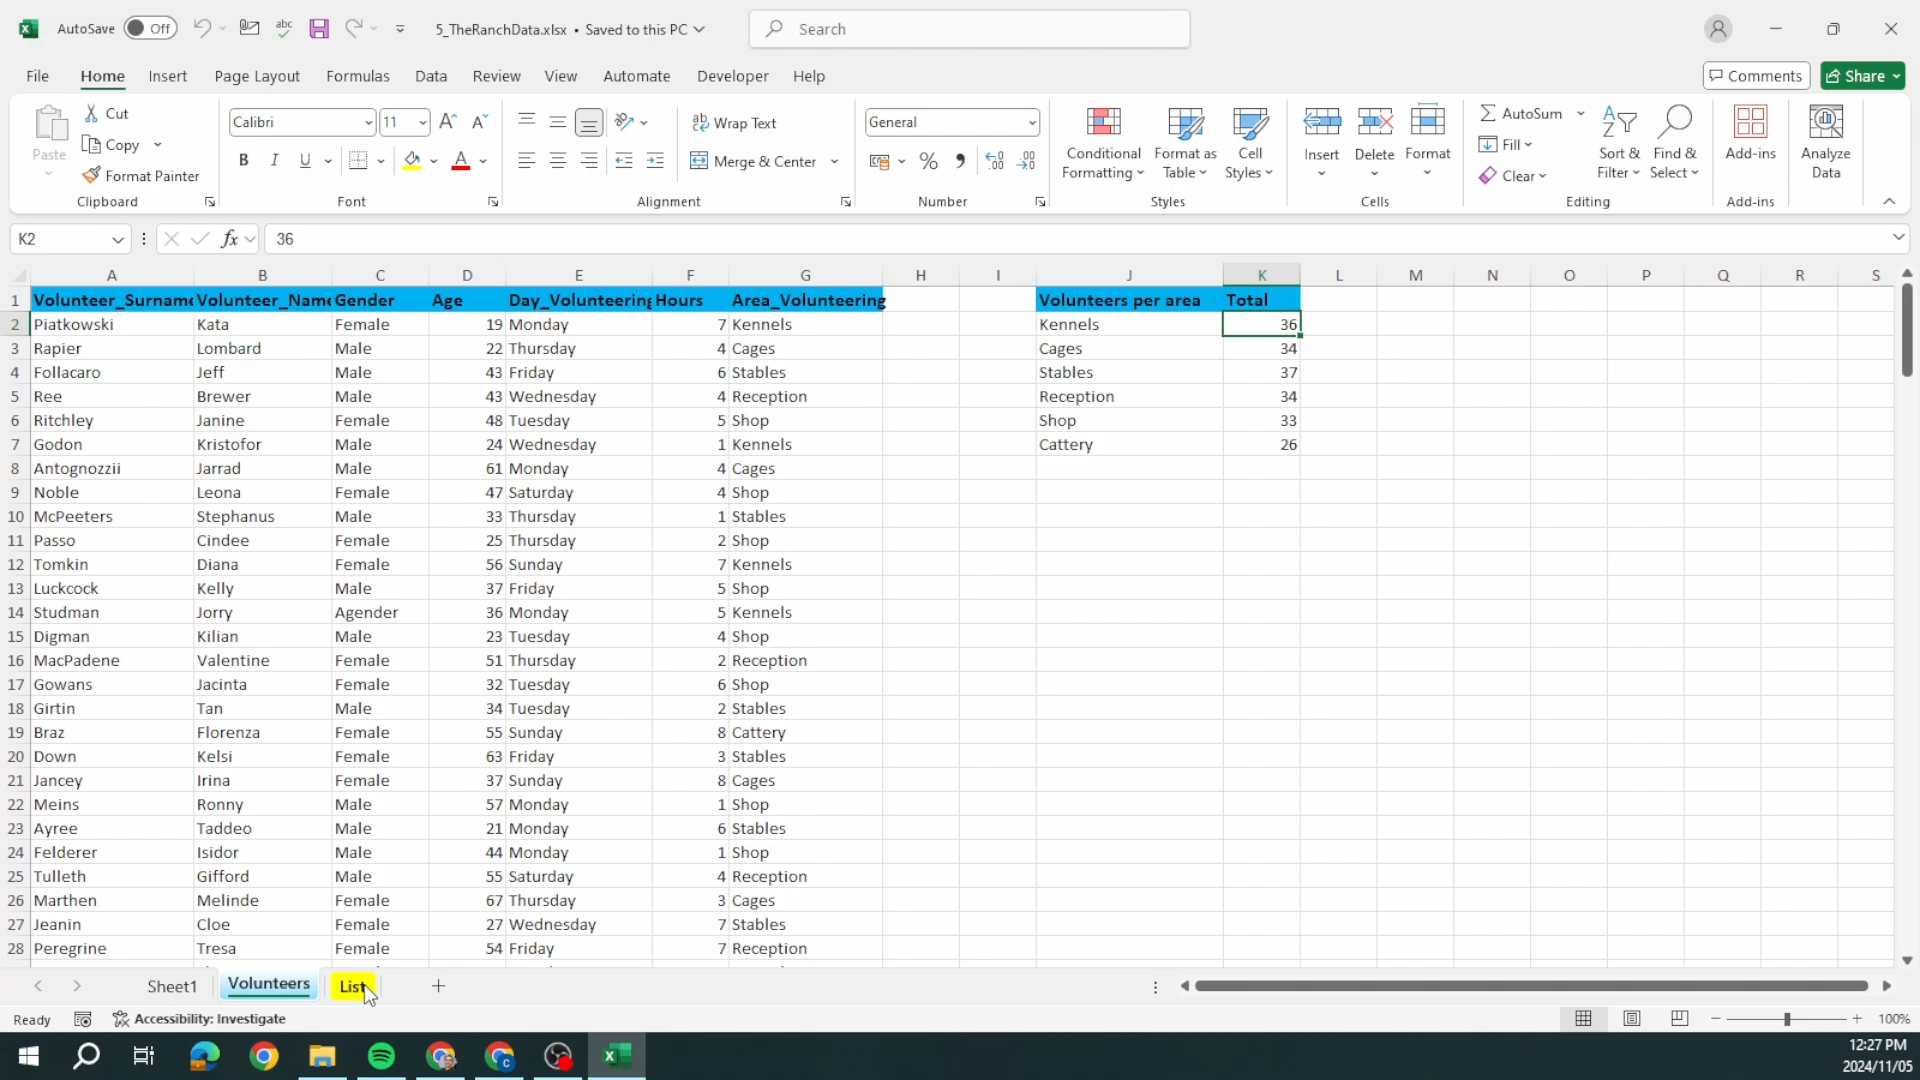 AutoSave Off abc 5_TheRanchData.xlsx • Saved to this PC Search
File Home Insert Page Layout Formulas Data Review View Automate Developer Help Comments Share
Paste Cut Copy Format Painter Clipboard
Calibri 11 B I U A Font
ab Wrap Text Merge & Center Alignment
General % Number
Conditional Formatting Format as Table Cell Styles Styles
Insert Delete Format Cells
AutoSum Fill Clear Sort & Filter Find & Select Editing
Add-ins Add-ins
Analyze Data
K2 fx 36
A B C D E F G H I J K L M N O P Q R S
1 Volunteer_Surname Volunteer_Name Gender Age Day_Volunteering Hours Area_Volunteering Volunteers per area Total
2 Piatkowski Kata Female 19 Monday 7 Kennels Kennels 36
3 Rapier Lombard Male 22 Thursday 4 Cages Cages 34
4 Follacaro Jeff Male 43 Friday 6 Stables Stables 37
5 Ree Brewer Male 43 Wednesday 4 Reception Reception 34
6 Ritchley Janine Female 48 Tuesday 5 Shop Shop 33
7 Godon Kristofor Male 24 Wednesday 1 Kennels Cattery 26
8 Antognozzii Jarrad Male 61 Monday 4 Cages
9 Noble Leona Female 47 Saturday 4 Shop
10 McPeeters Stephanus Male 33 Thursday 1 Stables
11 Passo Cindee Female 25 Thursday 2 Shop
12 Tomkin Diana Female 56 Sunday 7 Kennels
13 Luckcock Kelly Male 37 Friday 5 Shop
14 Studman Jorry Agender 36 Monday 5 Kennels
15 Digman Kilian Male 23 Tuesday 4 Shop
16 MacPadene Valentine Female 51 Thursday 2 Reception
17 Gowans Jacinta Female 32 Tuesday 6 Shop
18 Girtin Tan Male 34 Tuesday 2 Stables
19 Braz Florenza Female 55 Sunday 8 Cattery
20 Down Kelsi Female 63 Friday 3 Stables
21 Jancey Irina Female 37 Sunday 8 Cages
22 Meins Ronny Male 57 Monday 1 Shop
23 Ayree Taddeo Male 21 Monday 6 Stables
24 Felderer Isidor Male 44 Monday 1 Shop
25 Tulleth Gifford Male 55 Saturday 4 Reception
26 Marthen Melinde Female 67 Thursday 3 Cages
27 Jeanin Cloe Female 27 Wednesday 7 Stables
28 Peregrine Tresa Female 54 Friday 7 Reception
Sheet1 Volunteers List
Ready Accessibility: Investigate 100%
12:27 PM
2024/11/05